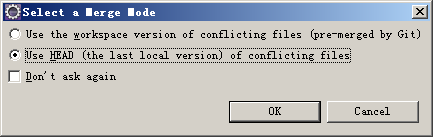 Select a Merge Mode
Use the workspace version of conflicting files (pre-merged by Git)
Use HEAD (the last local version) of conflicting files
Don't ask again
OK
Cancel